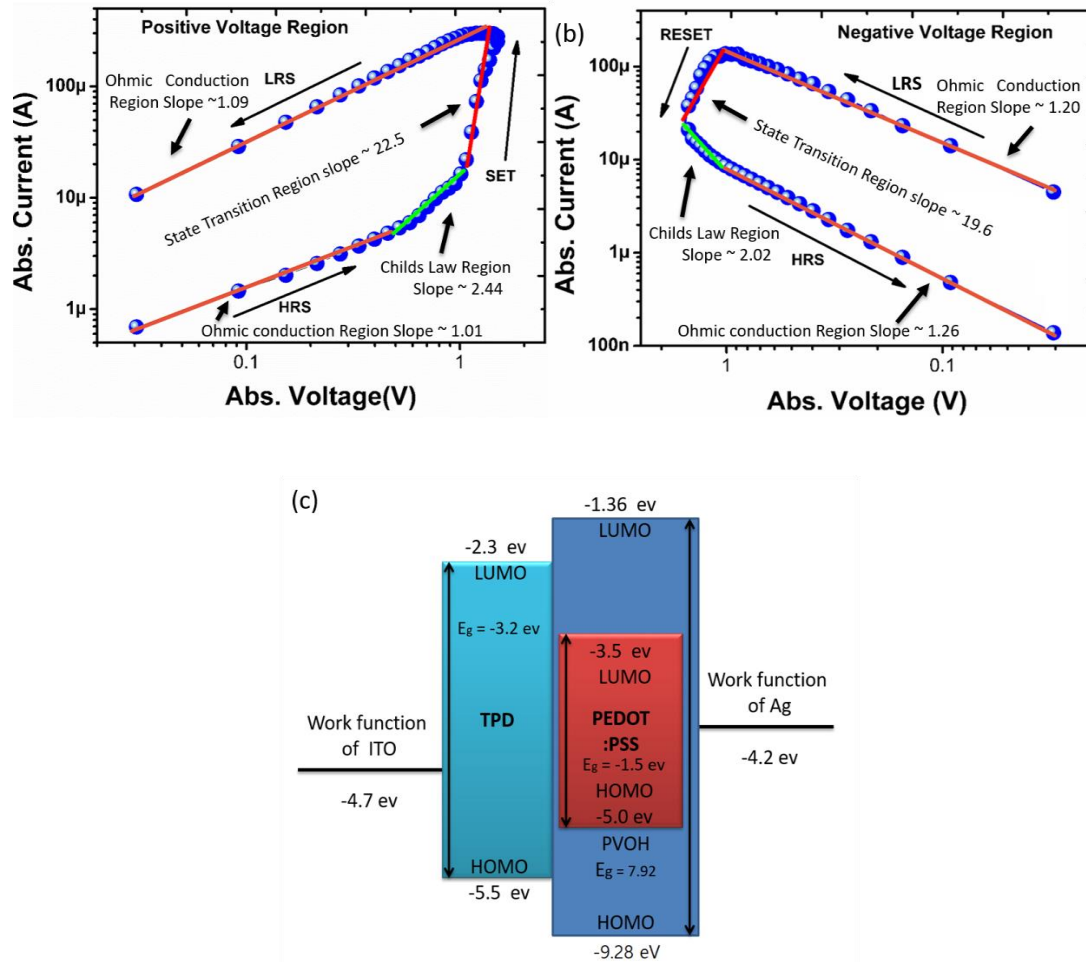 Positive Voltage Region
Ohmic Conduction
Region Slope ~1.09
LRS
State Transition Region slope ~ 22.5
SET
Childs Law Region
Slope ~ 2.44
HRS
Ohmic conduction Region Slope ~ 1.01
100μ
10μ
1μ
Abs. Current (A)
0.1
1
Abs. Voltage(V)
(b)
RESET
Negative Voltage Region
LRS
Ohmic Conduction
Region Slope ~ 1.20
State Transition Region slope ~ 19.6
Childs Law Region
Slope ~ 2.02
HRS
Ohmic conduction Region Slope ~ 1.26
100μ
10μ
1μ
100n
Abs. Current (A)
1
0.1
Abs. Voltage (V)
(c)
-1.36 ev
LUMO
-2.3 ev
LUMO
Eg = -3.2 ev
-3.5 ev
LUMO
Work function
of Ag
-4.2 ev
Work function
of ITO
-4.7 ev
TPD
PEDOT
:PSS
Eg = -1.5 ev
HOMO
-5.0 ev
PVOH
Eg = 7.92
HOMO
-5.5 ev
HOMO
-9.28 eV